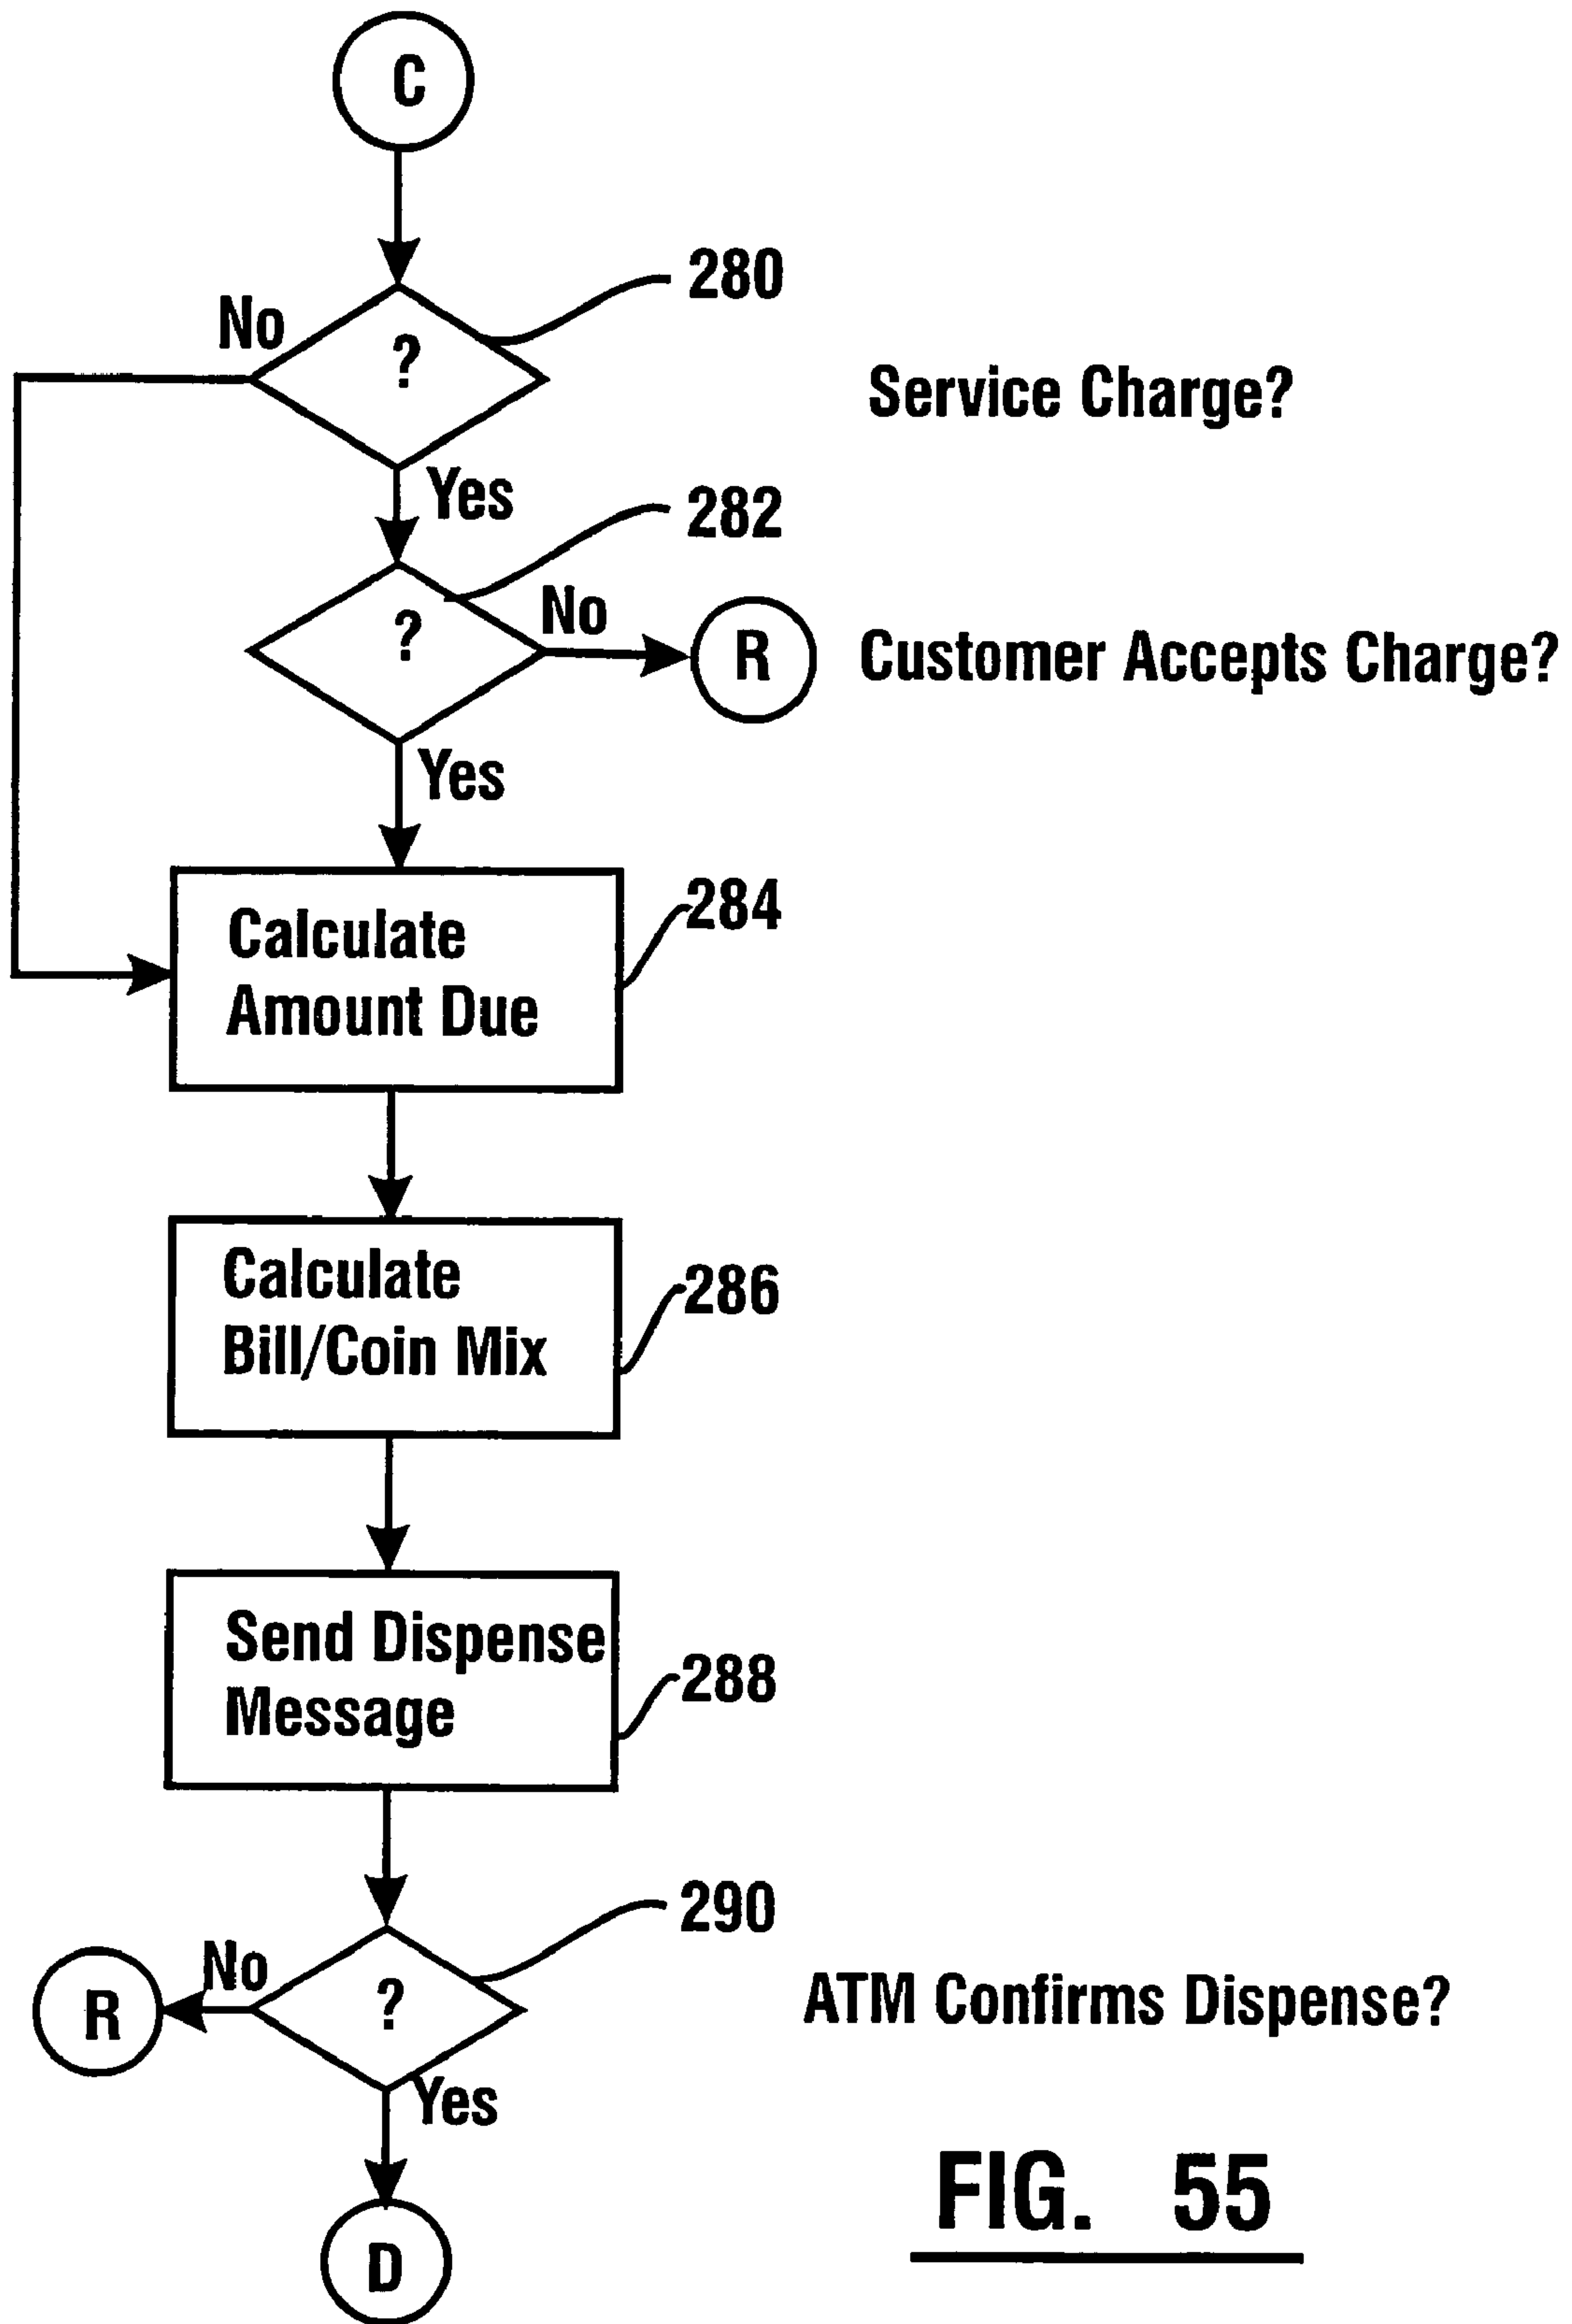 C
280
No
?
Service Charge?
Yes
282
No
?
R
Customer Accepts Charge?
Yes
284
Calculate
Amount Due
286
Calculate
Bill/Coin Mix
288
Send Dispense
Message
290
No
R
?
ATM Confirms Dispense?
Yes
D
FIG. 55